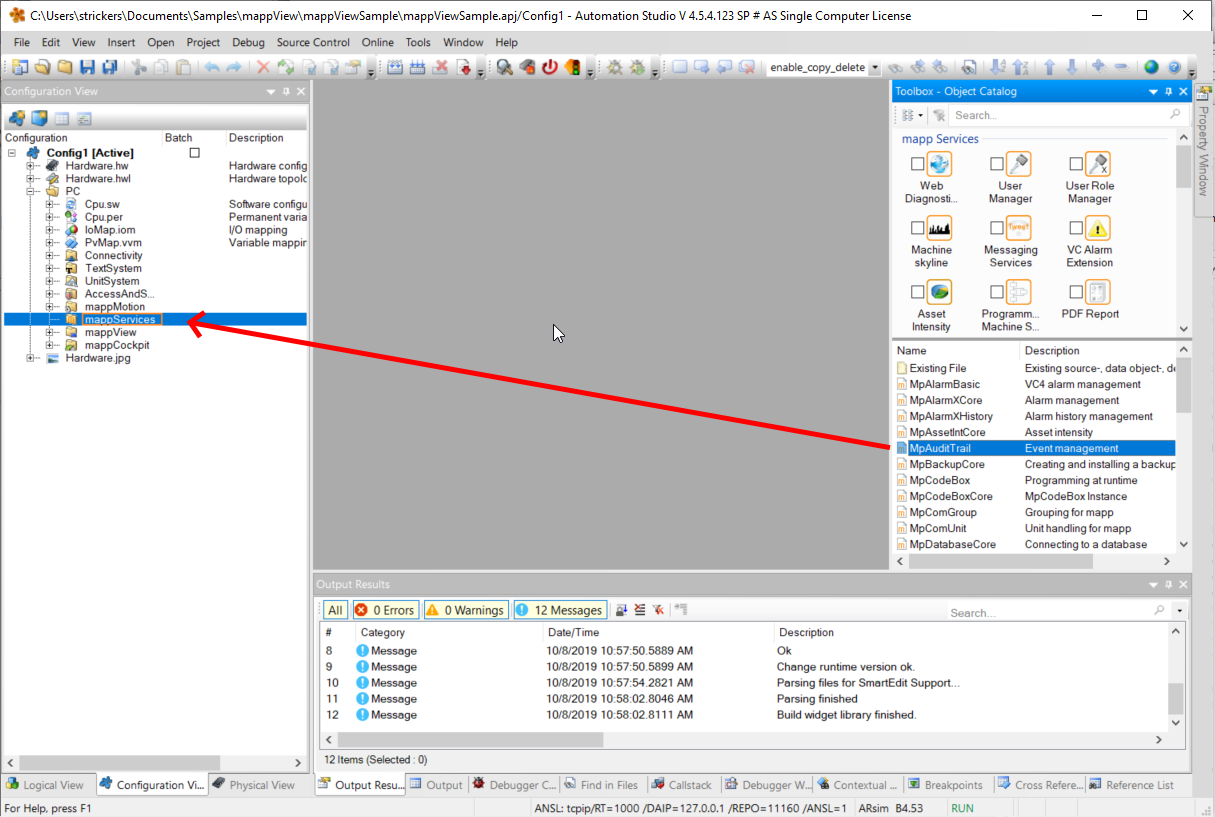 C:\Users\strickers\Documents\Samples\mappView\mappViewSample\mappViewSample.apj/Config1 - Automation Studio V 4.5.4.123 SP # AS Single Computer License
File Edit View Insert Open Project Debug Source Control Online Tools Window Help
enable_copy_delete
Configuration View
Configuration Batch Description
Config1 [Active]
Hardware.hw Hardware config
Hardware.hwl Hardware topolo
PC
Cpu.sw Software configu
Cpu.per Permanent varia
IoMap.iom I/O mapping
PvMap.vvm Variable mappin
Connectivity
TextSystem
UnitSystem
AccessAndS...
mappMotion
mappServices
mappView
mappCockpit
Hardware.jpg
Logical View Configuration Vi... Physical View
Toolbox - Object Catalog
Search...
mapp Services
Web Diagnosti...
User Manager
User Role Manager
Machine skyline
Messaging Services
VC Alarm Extension
Asset Intensity
Programm... Machine S...
PDF Report
Name Description
Existing File Existing source-, data object-, de
MpAlarmBasic VC4 alarm management
MpAlarmXCore Alarm management
MpAlarmXHistory Alarm history management
MpAssetIntCore Asset intensity
MpAuditTrail Event management
MpBackupCore Creating and installing a backup
MpCodeBox Programming at runtime
MpCodeBoxCore MpCodeBox Instance
MpComGroup Grouping for mapp
MpComUnit Unit handling for mapp
MpDatabaseCore Connecting to a database
Property Window
Output Results
All 0 Errors 0 Warnings 12 Messages Search...
# Category Date/Time Description
8 Message 10/8/2019 10:57:50.5889 AM Ok
9 Message 10/8/2019 10:57:50.5899 AM Change runtime version ok.
10 Message 10/8/2019 10:57:54.2821 AM Parsing files for SmartEdit Support...
11 Message 10/8/2019 10:58:02.8046 AM Parsing finished
12 Message 10/8/2019 10:58:02.8111 AM Build widget library finished.
12 Items (Selected : 0)
Output Resu... Output Debugger C... Find in Files Callstack Debugger W... Contextual ... Breakpoints Cross Refere... Reference List
For Help, press F1 ANSL: tcpip/RT=1000 /DAIP=127.0.0.1 /REPO=11160 /ANSL=1 ARsim B4.53 RUN